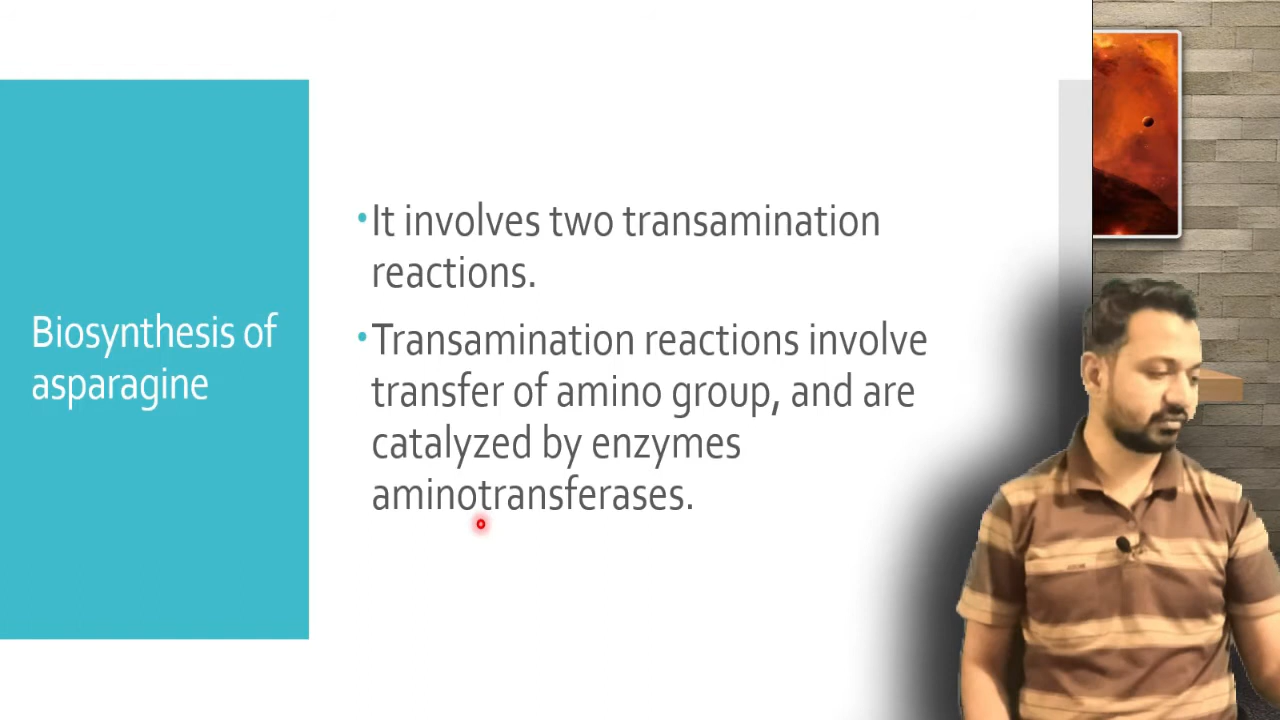 Biosynthesis of
asparagine
•It involves two transamination
reactions.
•Transamination reactions involve
transfer of amino group, and are
catalyzed by enzymes
aminotransferases.